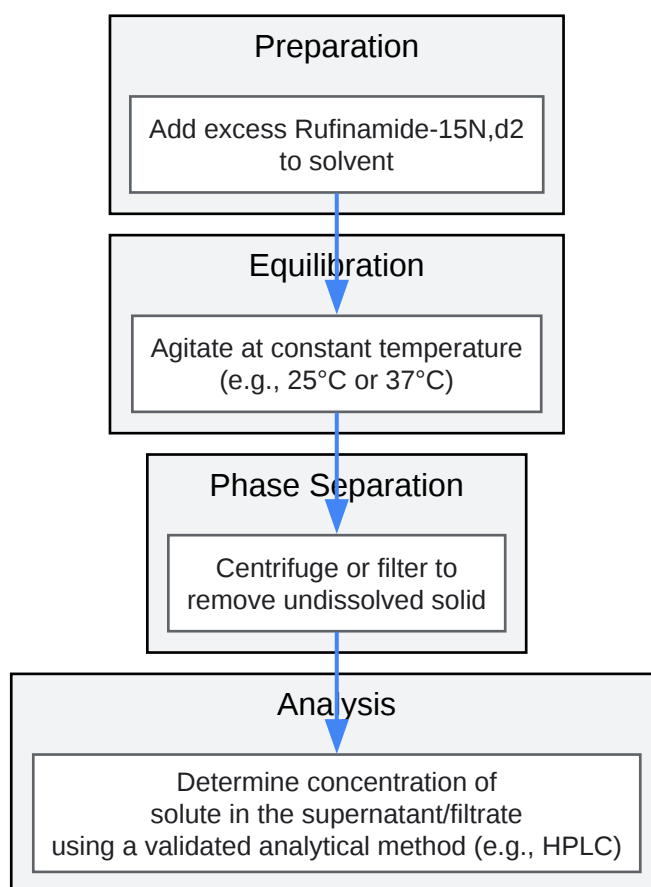 Preparation
Add excess Rufinamide-15N,d2
to solvent
Equilibration
Agitate at constant temperature
(e.g., 25°C or 37°C)
Phase Separation
Centrifuge or filter to
remove undissolved solid
Analysis
Determine concentration of
solute in the supernatant/filtrate
using a validated analytical method (e.g., HPLC)